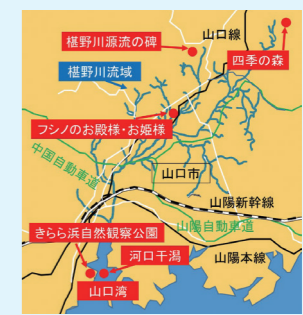 山口線
椹野川源流の碑
四季の森
椹野川流域
フシノのお殿様・お姫様
中国自動車道
山口市
山陽新幹線
山陽自動車道
きらら浜自然観察公園
河口干潟
山陽本線
山口湾